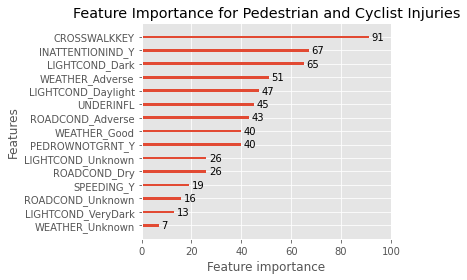 Feature Importance for Pedestrian and Cyclist Injuries
CROSSWALKKEY 91
INATTENTIONIND_Y 67
LIGHTCOND_Dark 65
WEATHER_Adverse 51
LIGHTCOND_Daylight 47
UNDERINFL 45
ROADCOND_Adverse 43
WEATHER_Good 40
PEDROWNOTGRNT_Y 40
LIGHTCOND_Unknown 26
ROADCOND_Dry 26
SPEEDING_Y 19
ROADCOND_Unknown 16
LIGHTCOND_VeryDark 13
WEATHER_Unknown 7
Features
0 20 40 60 80 100
Feature importance